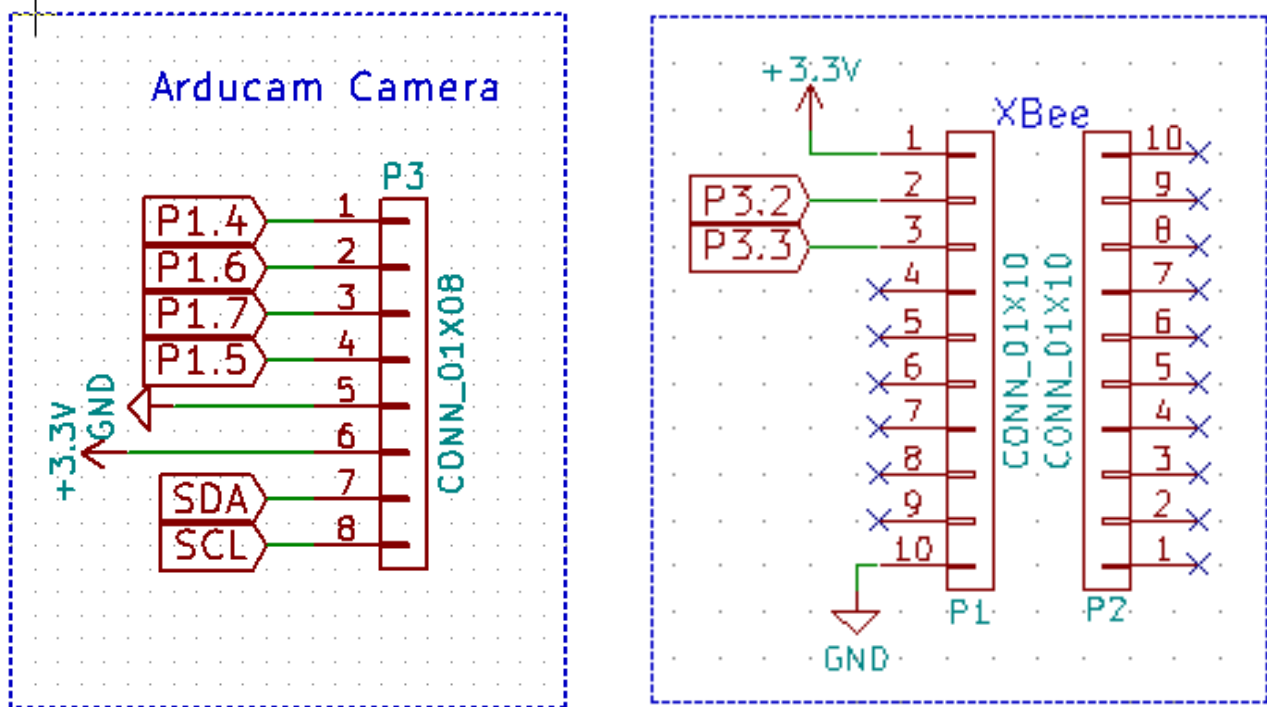 Arducam Camera
P3
P1.4 1
P1.6 2
P1.7 3
P1.5 4
GND 5
+3.3V 6
SDA 7
SCL 8
CONN_01X08
+3.3V
XBee
1 10
P3.2 2 9
P3.3 3 8
4 7
5 6
6 5
7 4
8 3
9 2
10 1
CONN_01X10
CONN_01X10
P1 P2
GND